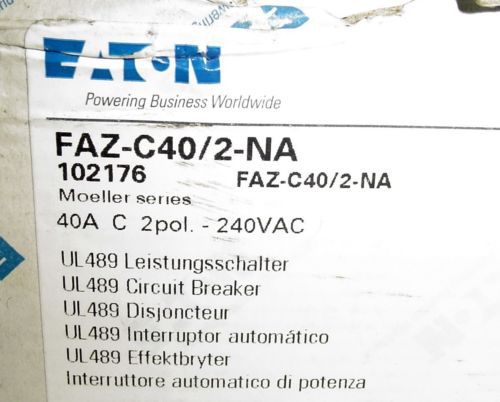 EATON
Powering Business Worldwide
FAZ-C40/2-NA
102176 FAZ-C40/2-NA
Moeller series
40A C 2pol. - 240VAC
UL489 Leistungsschalter
UL489 Circuit Breaker
UL489 Disjoncteur
UL489 Interruptor automático
UL489 Effektbryter
Interruttore automatico di potenza